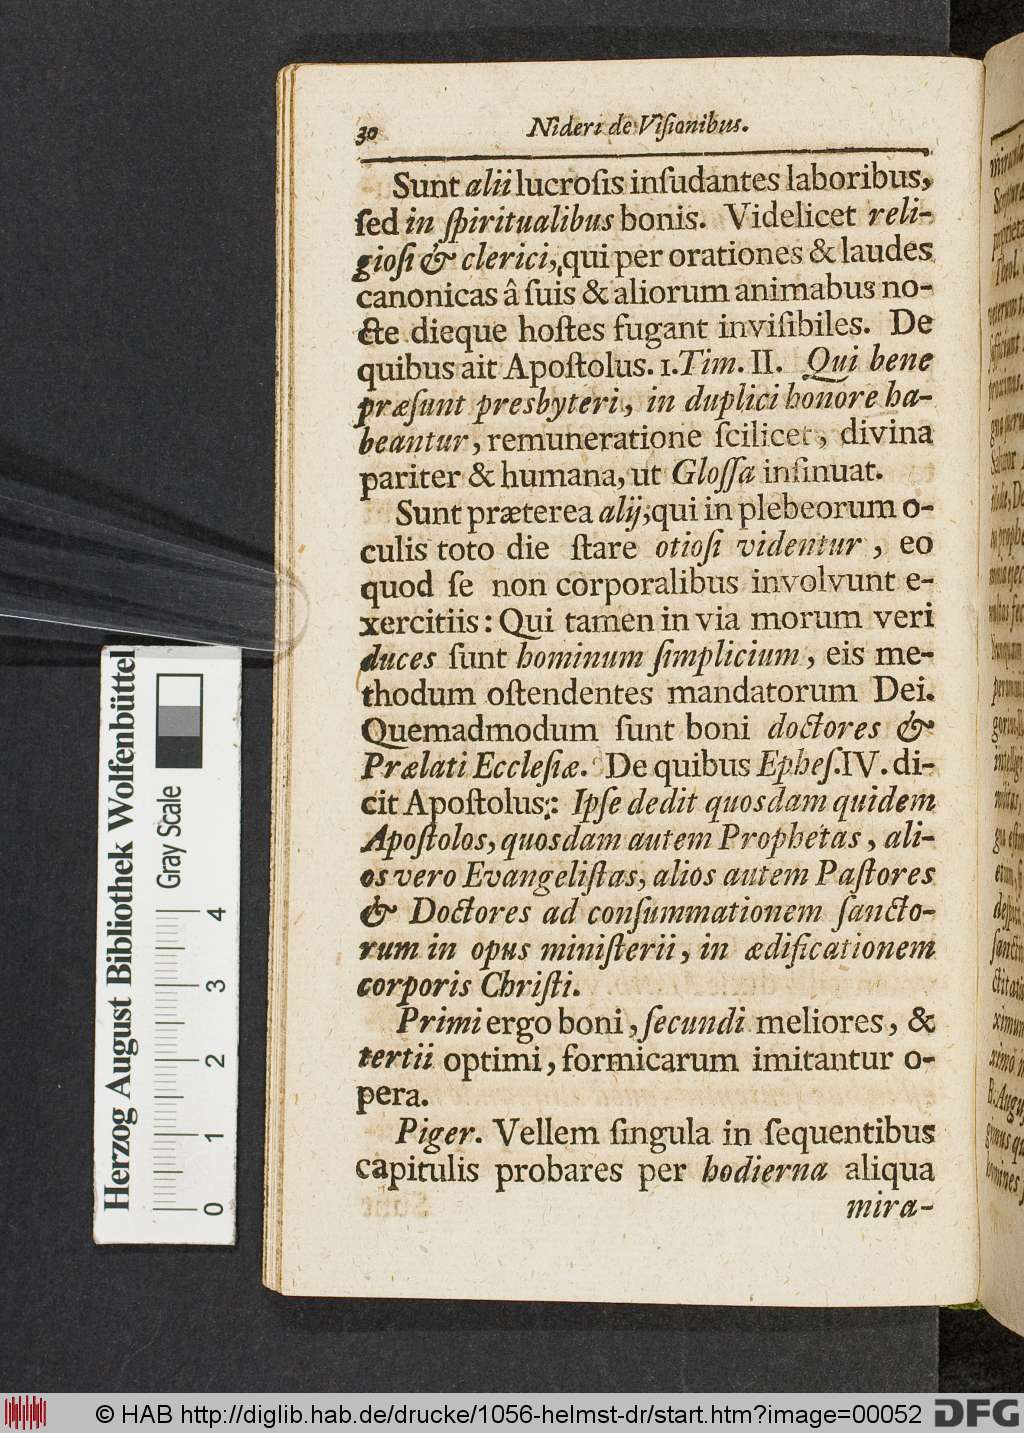 30 Nideri de Viſionibus.
Sunt alii lucroſis inſudantes laboribus,
ſed in ſpiritualibus bonis. Videlicet reli-
gioſi & clerici, qui per orationes & laudes
canonicas â ſuis & aliorum animabus no-
cte dieque hoſtes fugant inviſibiles. De
quibus ait Apoſtolus. 1. Tim. II. Qui bene
præſunt presbyteri, in duplici honore ha-
beantur, remuneratione ſcilicet, divina
pariter & humana, ut Gloſſa inſinuat.
Sunt præterea alij, qui in plebeorum o-
culis toto die ſtare otioſi videntur, eo
quod ſe non corporalibus involvunt e-
xercitiis: Qui tamen in via morum veri
duces ſunt hominum ſimplicium, eis me-
thodum oſtendentes mandatorum Dei.
Quemadmodum ſunt boni doctores &
Prælati Eccleſiæ. De quibus Epheſ. IV. di-
cit Apoſtolus: Ipſe dedit quosdam quidem
Apoſtolos, quosdam autem Prophetas, ali-
os vero Evangeliſtas, alios autem Paſtores
& Doctores ad conſummationem ſancto-
rum in opus miniſterii, in ædificationem
corporis Chriſti.
Primi ergo boni, ſecundi meliores, &
tertii optimi, formicarum imitantur o-
pera.
Piger. Vellem ſingula in ſequentibus
capitulis probares per hodierna aliqua
mira-
Herzog August Bibliothek Wolfenbüttel
Gray Scale
0 1 2 3 4
© HAB http://diglib.hab.de/drucke/1056-helmst-dr/start.htm?image=00052
DFG